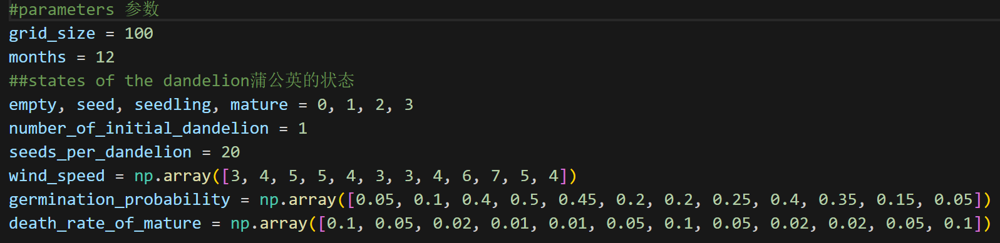 #parameters 参数
grid_size = 100
months = 12
##states of the dandelion蒲公英的状态
empty, seed, seedling, mature = 0, 1, 2, 3
number_of_initial_dandelion = 1
seeds_per_dandelion = 20
wind_speed = np.array([3, 4, 5, 5, 4, 3, 3, 4, 6, 7, 5, 4])
germination_probability = np.array([0.05, 0.1, 0.4, 0.5, 0.45, 0.2, 0.2, 0.25, 0.4, 0.35, 0.15, 0.05])
death_rate_of_mature = np.array([0.1, 0.05, 0.02, 0.01, 0.01, 0.05, 0.1, 0.05, 0.02, 0.02, 0.05, 0.1])